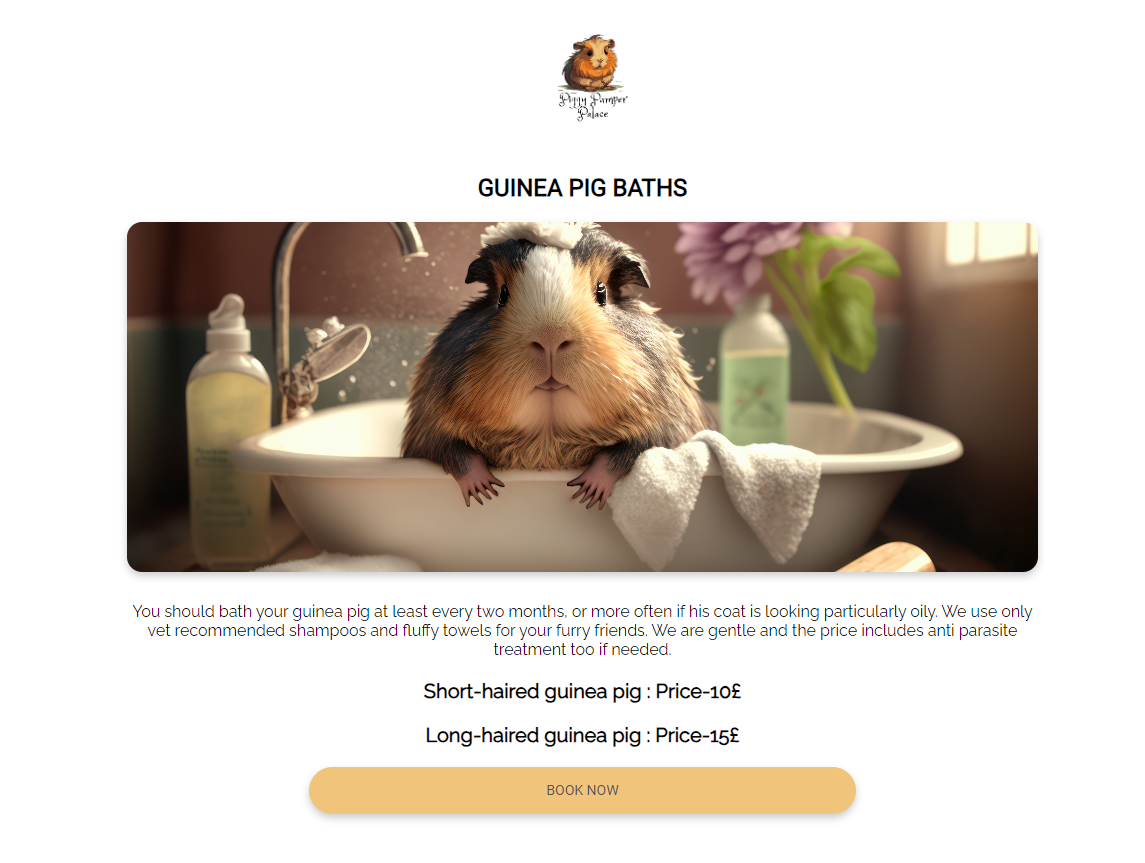 Piggy Pamper
Palace
GUINEA PIG BATHS
You should bath your guinea pig at least every two months, or more often if his coat is looking particularly oily. We use only
vet recommended shampoos and fluffy towels for your furry friends. We are gentle and the price includes anti parasite
treatment too if needed.
Short-haired guinea pig : Price-10£
Long-haired guinea pig : Price-15£
BOOK NOW